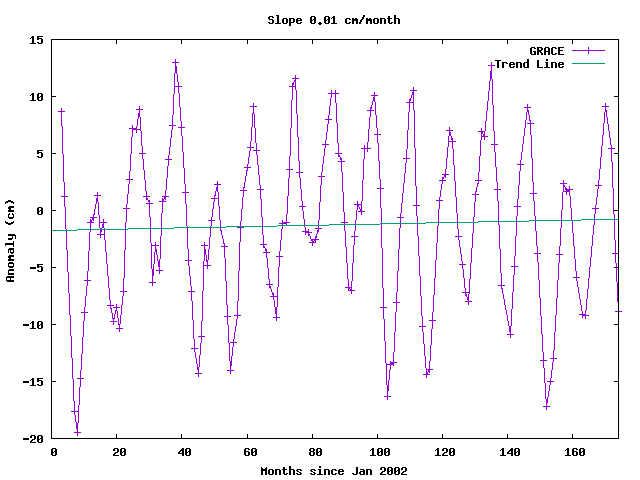 Slope 0.01 cm/month
15
GRACE
Trend Line
10
5
0
-5
-10
-15
-20
Anomaly (cm)
0 20 40 60 80 100 120 140 160
Months since Jan 2002